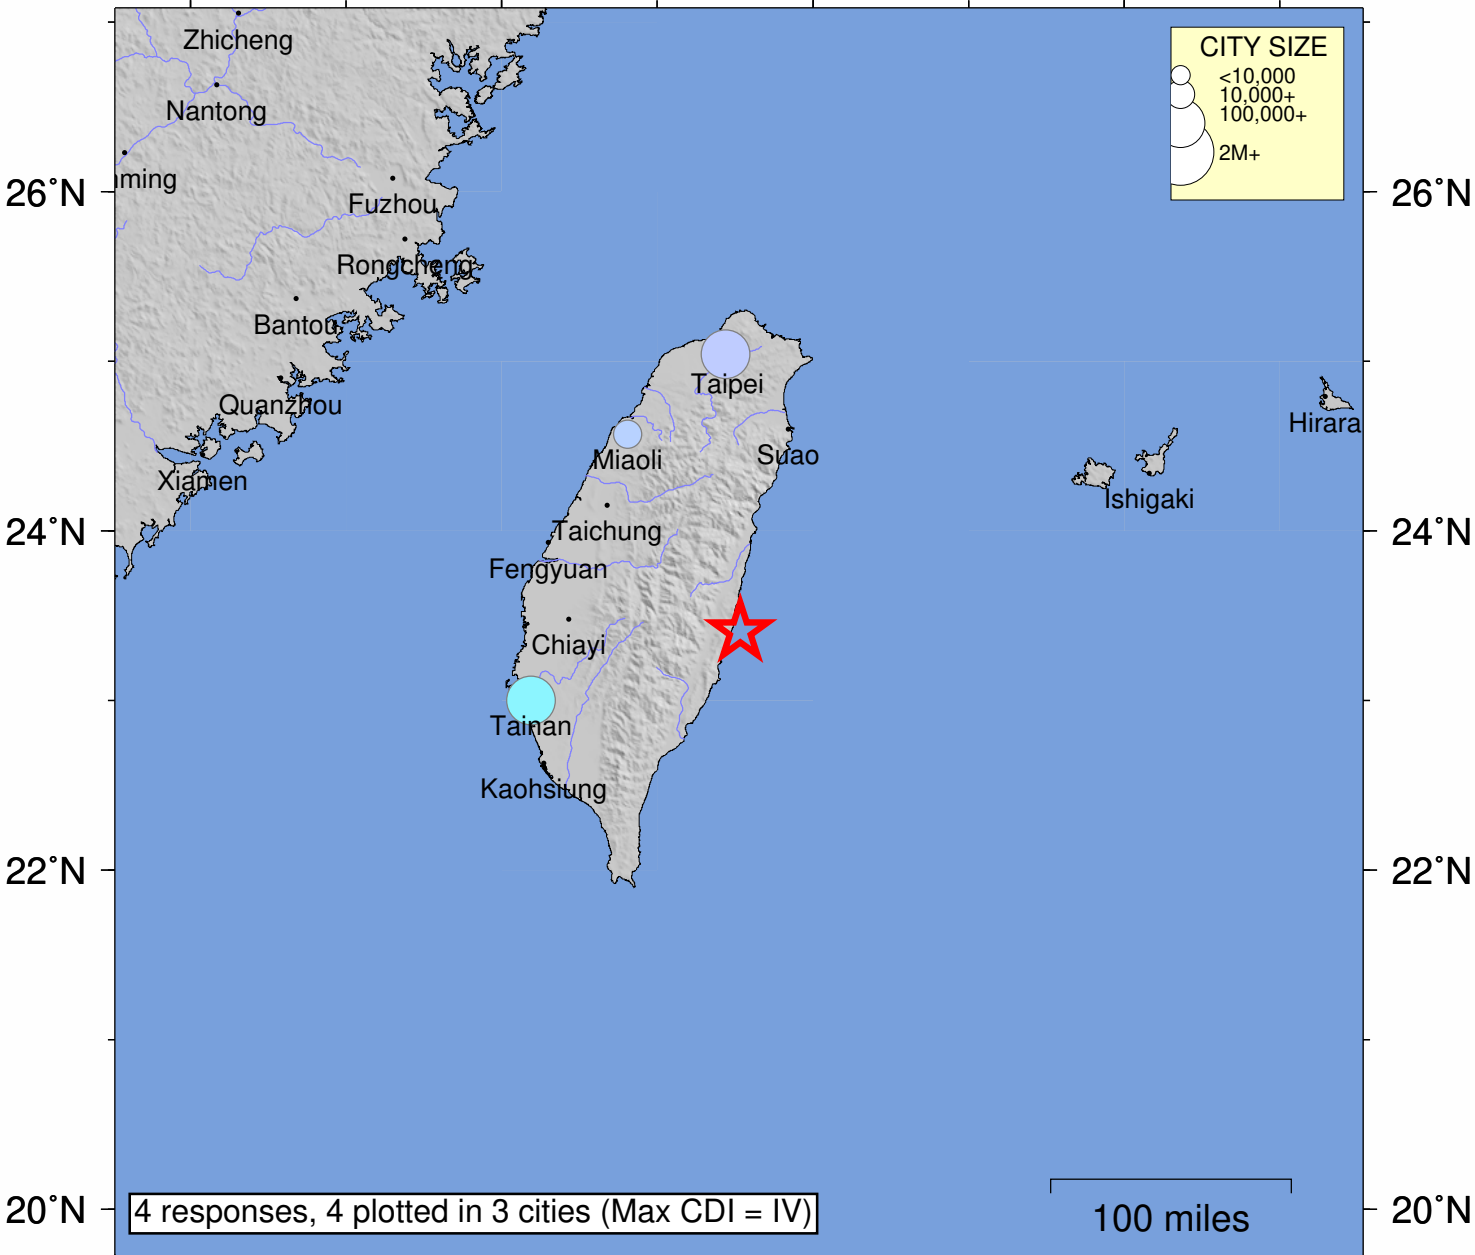 Zhicheng
CITY SIZE
<10,000
10,000+
100,000+
2M+
Nantong
nming
26°N
26°N
Fuzhou
Rongcheng
Bantou
Taipei
Quanzhou
Hirara
Miaoli
Suao
Xiamen
Ishigaki
24°N
Taichung
24°N
Fengyuan
Chiayi
Tainan
Kaohsiung
22°N
22°N
20°N
4 responses, 4 plotted in 3 cities (Max CDI = IV)
100 miles
20°N